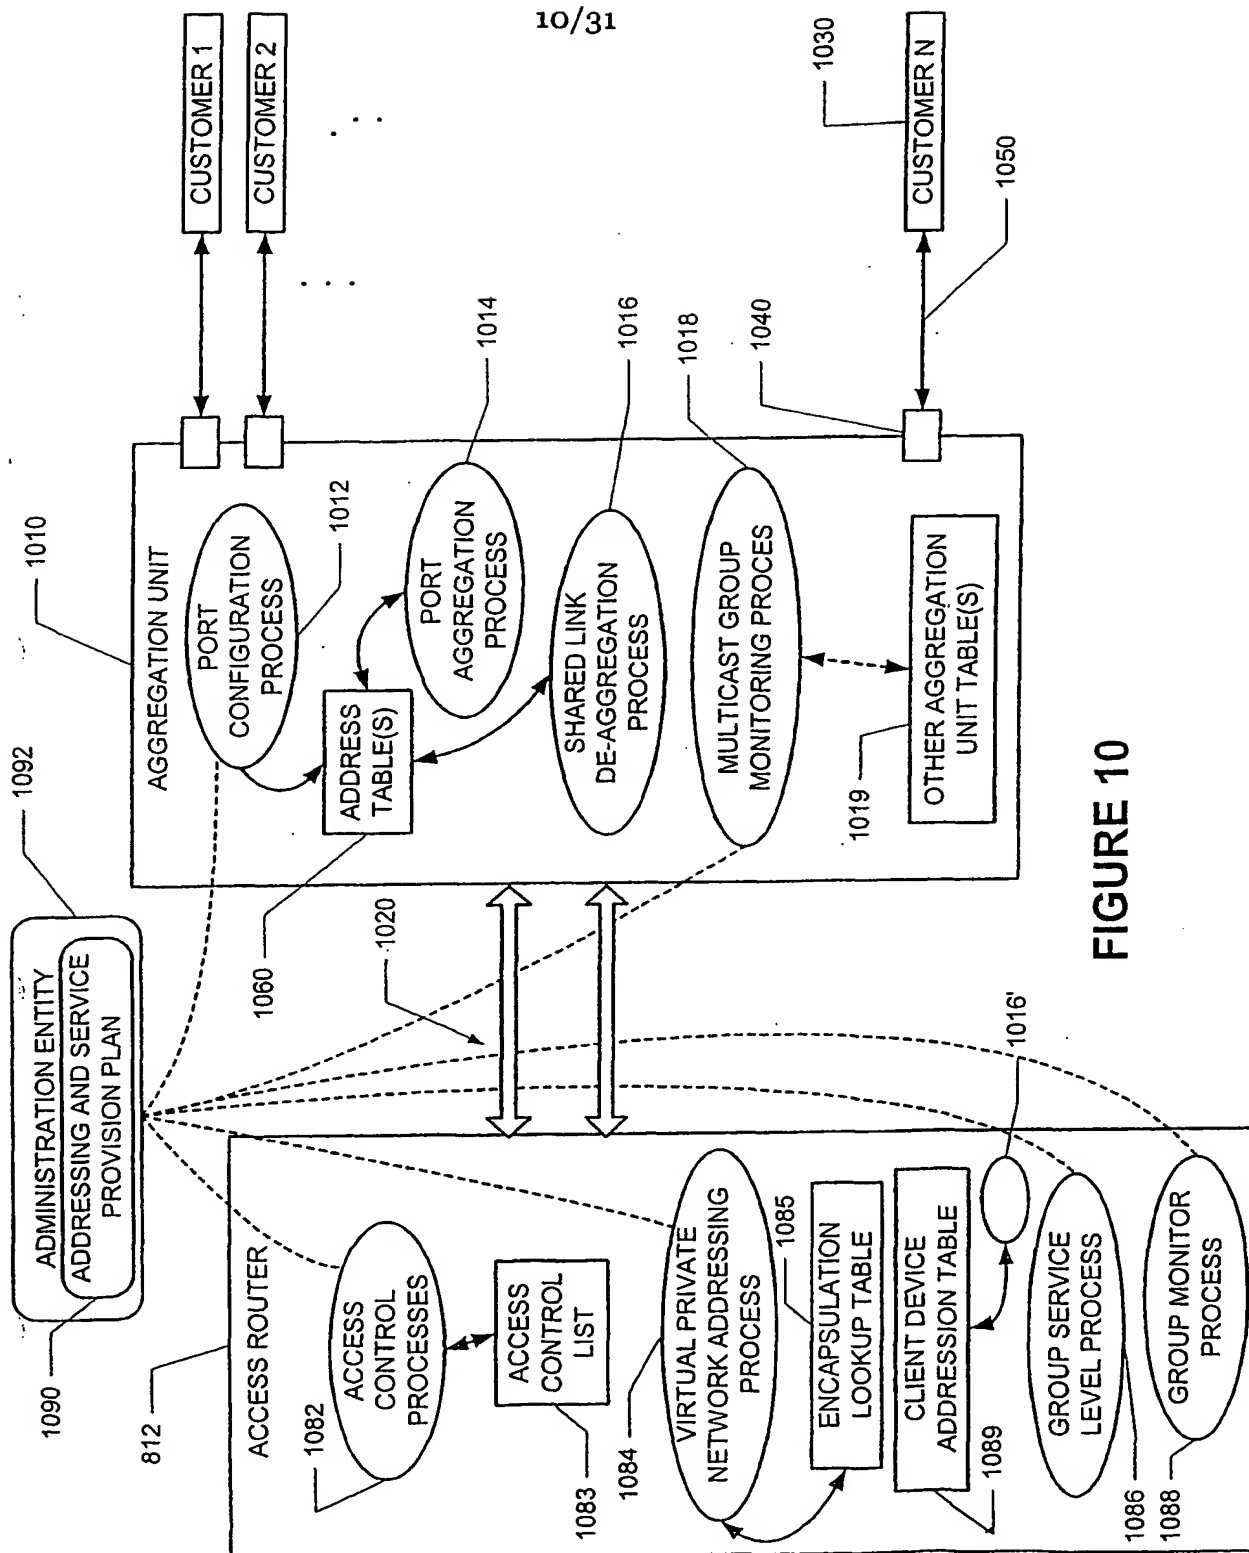 10/31
CUSTOMER 1
CUSTOMER 2
. . .
. . .
1030
CUSTOMER N
1050
1010
AGGREGATION UNIT
PORT
CONFIGURATION
PROCESS
1012
1014
PORT
AGGREGATION
PROCESS
ADDRESS
TABLE(S)
1060
1016
SHARED LINK
DE-AGGREGATION
PROCESS
1018
MULTICAST GROUP
MONITORING PROCES
1040
1019
OTHER AGGREGATION
UNIT TABLE(S)
1092
ADMINISTRATION ENTITY
ADDRESSING AND SERVICE
PROVISION PLAN
1090
1020
812
ACCESS ROUTER
ACCESS
CONTROL
PROCESSES
1082
ACCESS
CONTROL
LIST
1083
VIRTUAL PRIVATE
NETWORK ADDRESSING
PROCESS
1084
1085
ENCAPSULATION
LOOKUP TABLE
CLIENT DEVICE
ADDRESSION TABLE
1089
1016'
GROUP SERVICE
LEVEL PROCESS
1086
GROUP MONITOR
PROCESS
1088
FIGURE 10